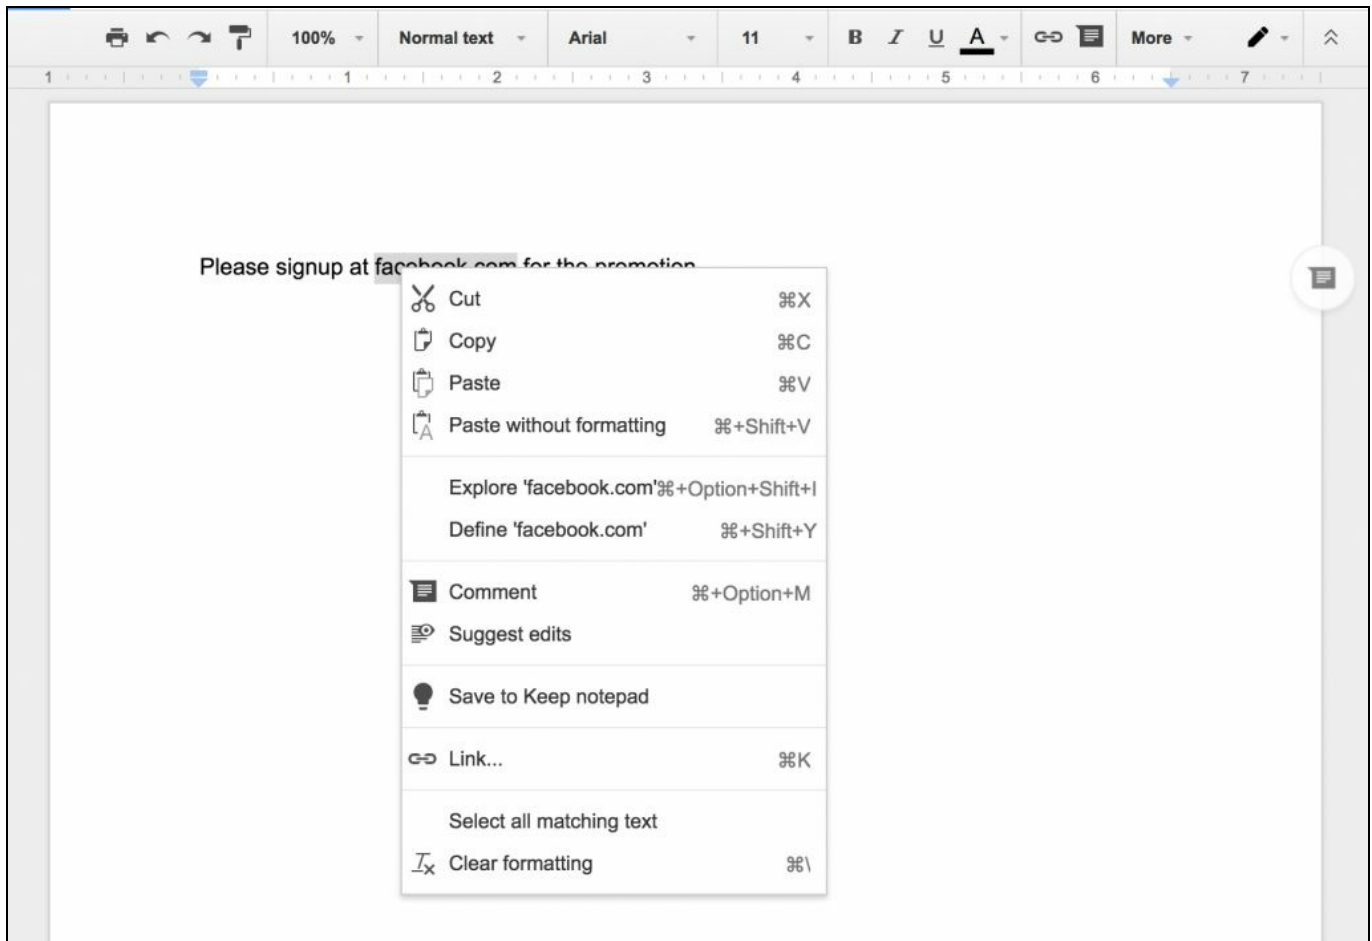 100% Normal text Arial 11 B I U A More
1 1 2 3 4 5 6 7
Please signup at facebook.com for the promotion
Cut ⌘X
Copy ⌘C
Paste ⌘V
Paste without formatting ⌘+Shift+V
Explore 'facebook.com' ⌘+Option+Shift+I
Define 'facebook.com' ⌘+Shift+Y
Comment ⌘+Option+M
Suggest edits
Save to Keep notepad
Link... ⌘K
Select all matching text
Clear formatting ⌘\